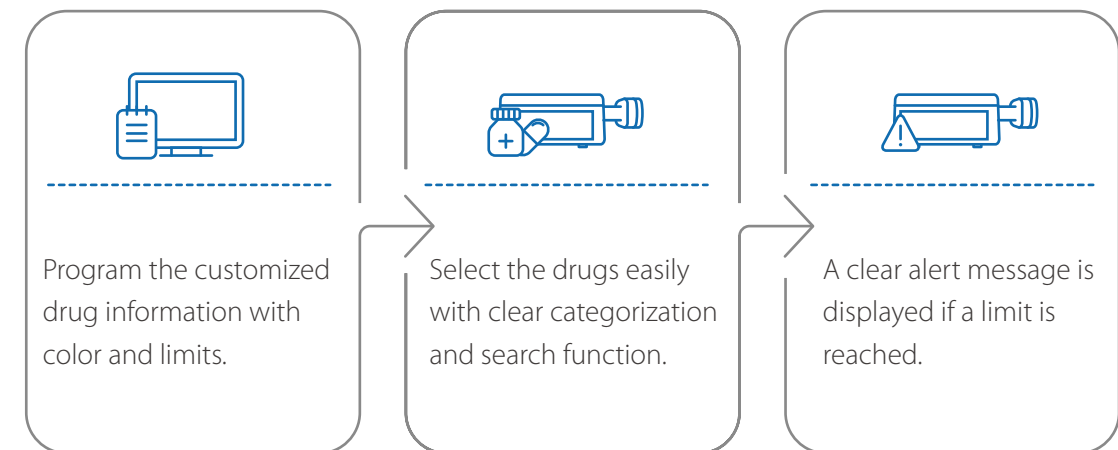 Program the customized
drug information with
color and limits.
Select the drugs easily
with clear categorization
and search function.
A clear alert message is
displayed if a limit is
reached.